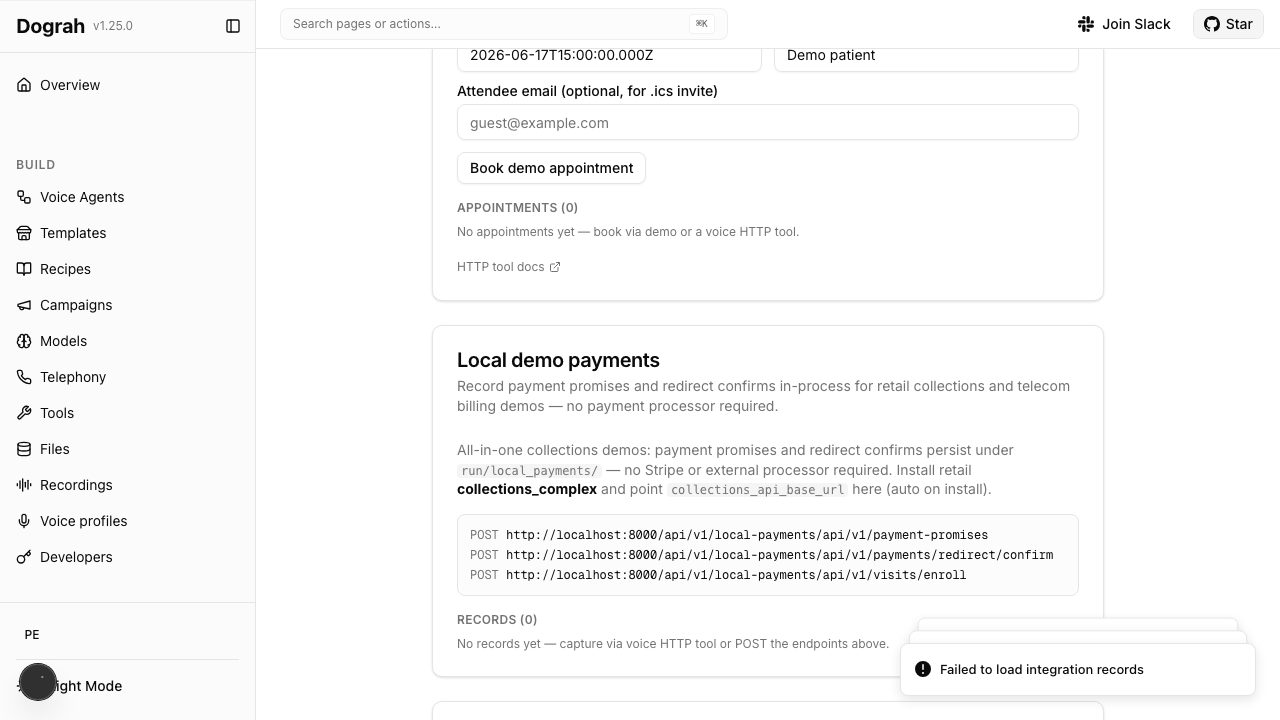 Dograh v1.25.0
Search pages or actions...
⌘K
Join Slack
Star
Overview
BUILD
Voice Agents
Templates
Recipes
Campaigns
Models
Telephony
Tools
Files
Recordings
Voice profiles
Developers
PE
ight Mode
2026-06-17T15:00:00.000Z
Demo patient
Attendee email (optional, for .ics invite)
guest@example.com
Book demo appointment
APPOINTMENTS (0)
No appointments yet — book via demo or a voice HTTP tool.
HTTP tool docs
Local demo payments
Record payment promises and redirect confirms in-process for retail collections and telecom
billing demos — no payment processor required.
All-in-one collections demos: payment promises and redirect confirms persist under
run/local_payments/ — no Stripe or external processor required. Install retail
collections_complex and point collections_api_base_url here (auto on install).
POST http://localhost:8000/api/v1/local-payments/api/v1/payment-promises
POST http://localhost:8000/api/v1/local-payments/api/v1/payments/redirect/confirm
POST http://localhost:8000/api/v1/local-payments/api/v1/visits/enroll
RECORDS (0)
No records yet — capture via voice HTTP tool or POST the endpoints above.
Failed to load integration records